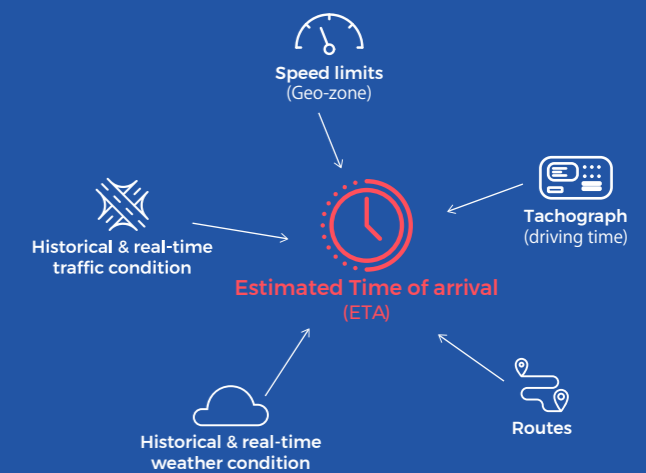 Speed limits
(Geo-zone)
Tachograph
(driving time)
Historical & real-time
traffic condition
Estimated Time of arrival
(ETA)
Routes
Historical & real-time
weather condition